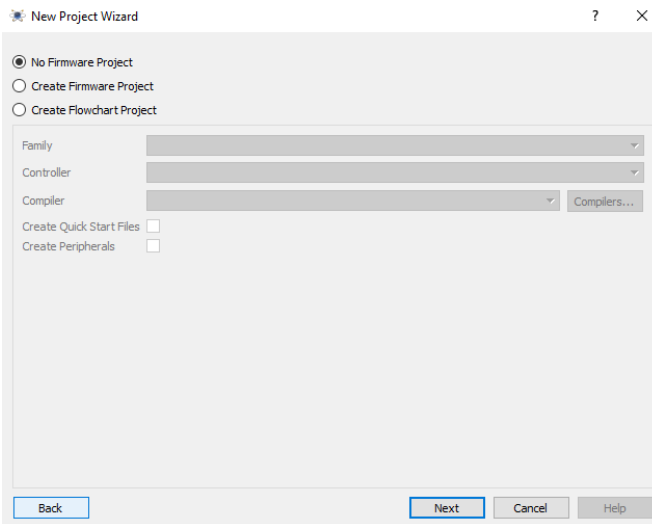 New Project Wizard
?
No Firmware Project
Create Firmware Project
Create Flowchart Project
Family
Controller
Compiler
Compilers...
Create Quick Start Files
Create Peripherals
Back
Next
Cancel
Help